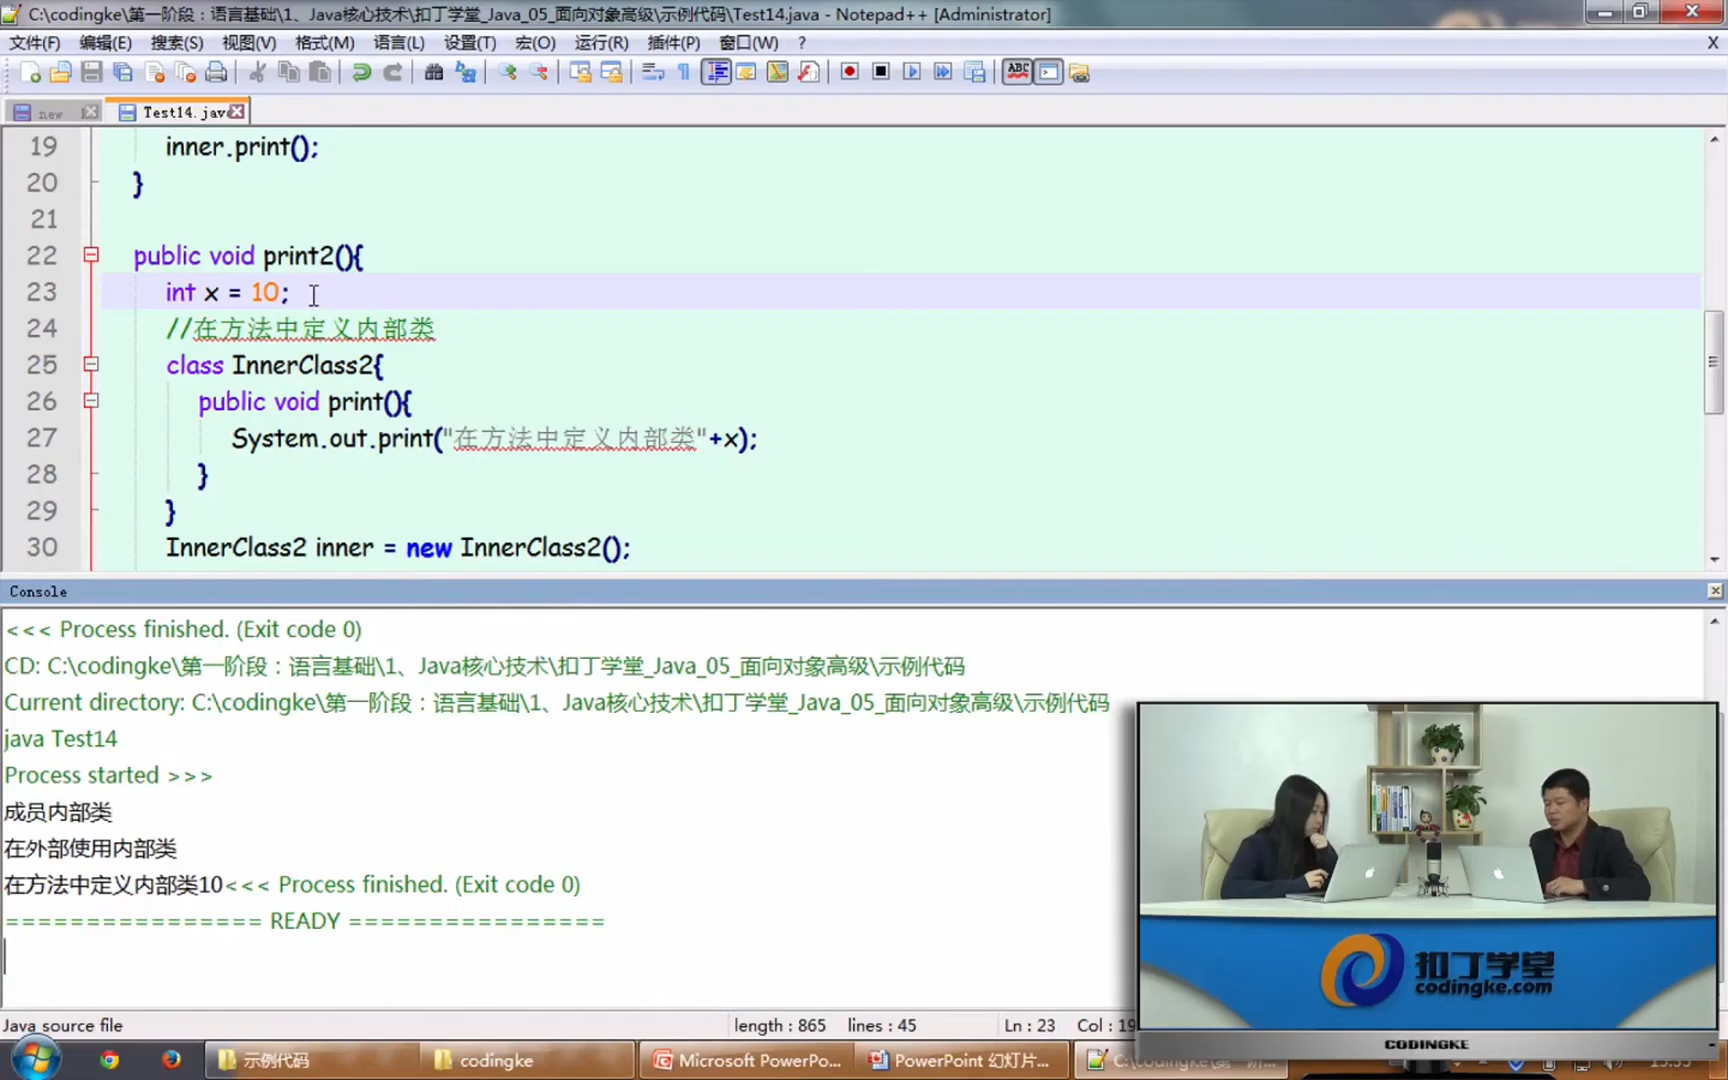 C:\codingke\第一阶段：语言基础\1、Java核心技术\扣丁学堂_Java_05_面向对象高级\示例代码\Test14.java - Notepad++ [Administrator]
文件(F) 编辑(E) 搜索(S) 视图(V) 格式(M) 语言(L) 设置(T) 宏(O) 运行(R) 插件(P) 窗口(W) ? X
ABC
new Test14.jav
19 inner.print();
20 }
21
22 public void print2(){
23 int x = 10;
24 //在方法中定义内部类
25 class InnerClass2{
26 public void print(){
27 System.out.print("在方法中定义内部类"+x);
28 }
29 }
30 InnerClass2 inner = new InnerClass2();
Console
<<< Process finished. (Exit code 0)
CD: C:\codingke\第一阶段：语言基础\1、Java核心技术\扣丁学堂_Java_05_面向对象高级\示例代码
Current directory: C:\codingke\第一阶段：语言基础\1、Java核心技术\扣丁学堂_Java_05_面向对象高级\示例代码
java Test14
Process started >>>
成员内部类
在外部使用内部类
在方法中定义内部类10<<< Process finished. (Exit code 0)
================ READY ================
扣丁学堂
codingke.com
CODINGKE
Java source file length : 865 lines : 45 Ln : 23 Col : 19
示例代码 codingke Microsoft PowerPo... PowerPoint 幻灯片...